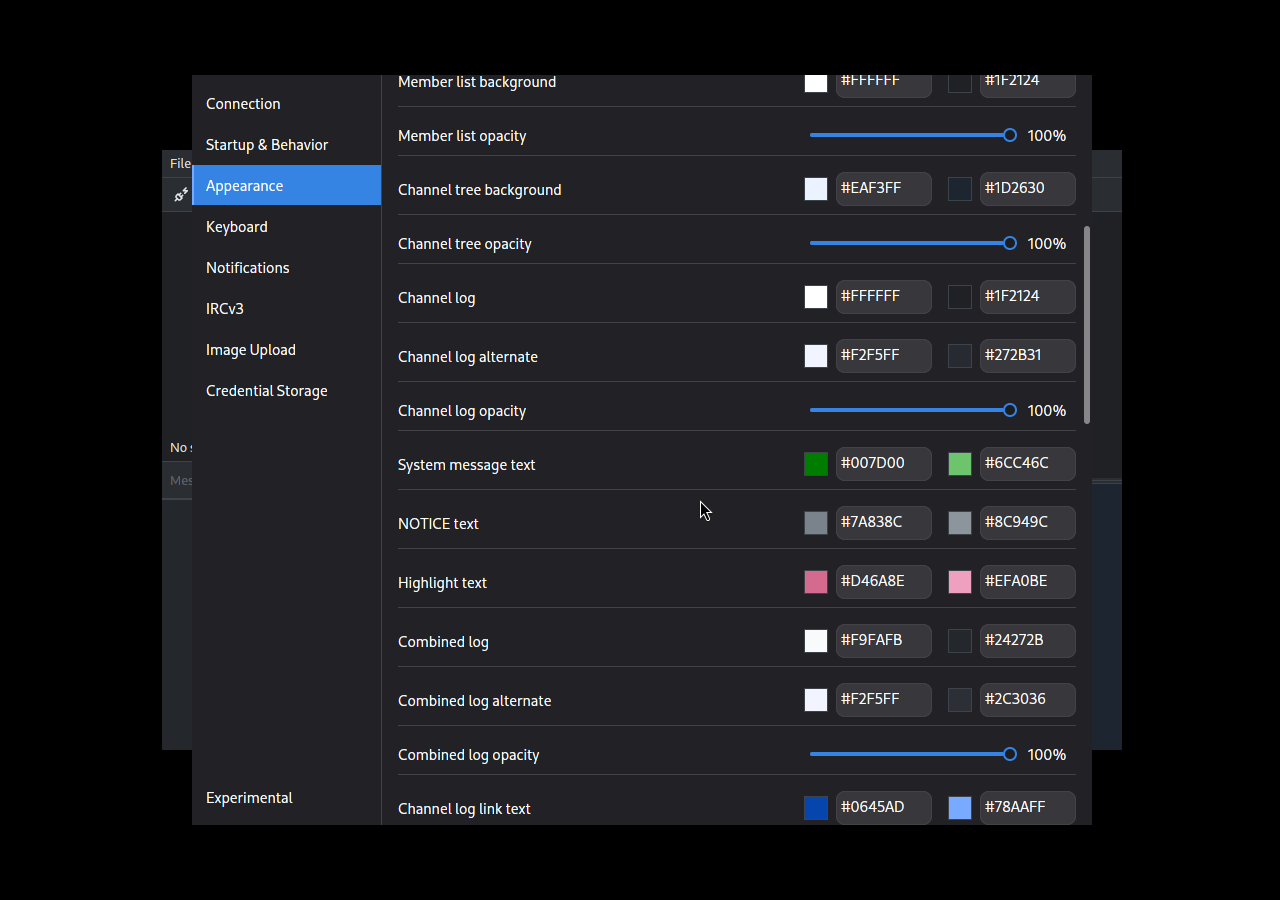 Member list background #FFFFFF #1F2124
Connection
Member list opacity 100%
Startup & Behavior
File
Appearance
Channel tree background #EAF3FF #1D2630
Keyboard
Channel tree opacity 100%
Notifications
Channel log #FFFFFF #1F2124
IRCv3
Image Upload
Channel log alternate #F2F5FF #272B31
Credential Storage
Channel log opacity 100%
No s
System message text #007D00 #6CC46C
Mes
NOTICE text #7A838C #8C949C
Highlight text #D46A8E #EFA0BE
Combined log #F9FAFB #24272B
Combined log alternate #F2F5FF #2C3036
Combined log opacity 100%
Experimental
Channel log link text #0645AD #78AAFF